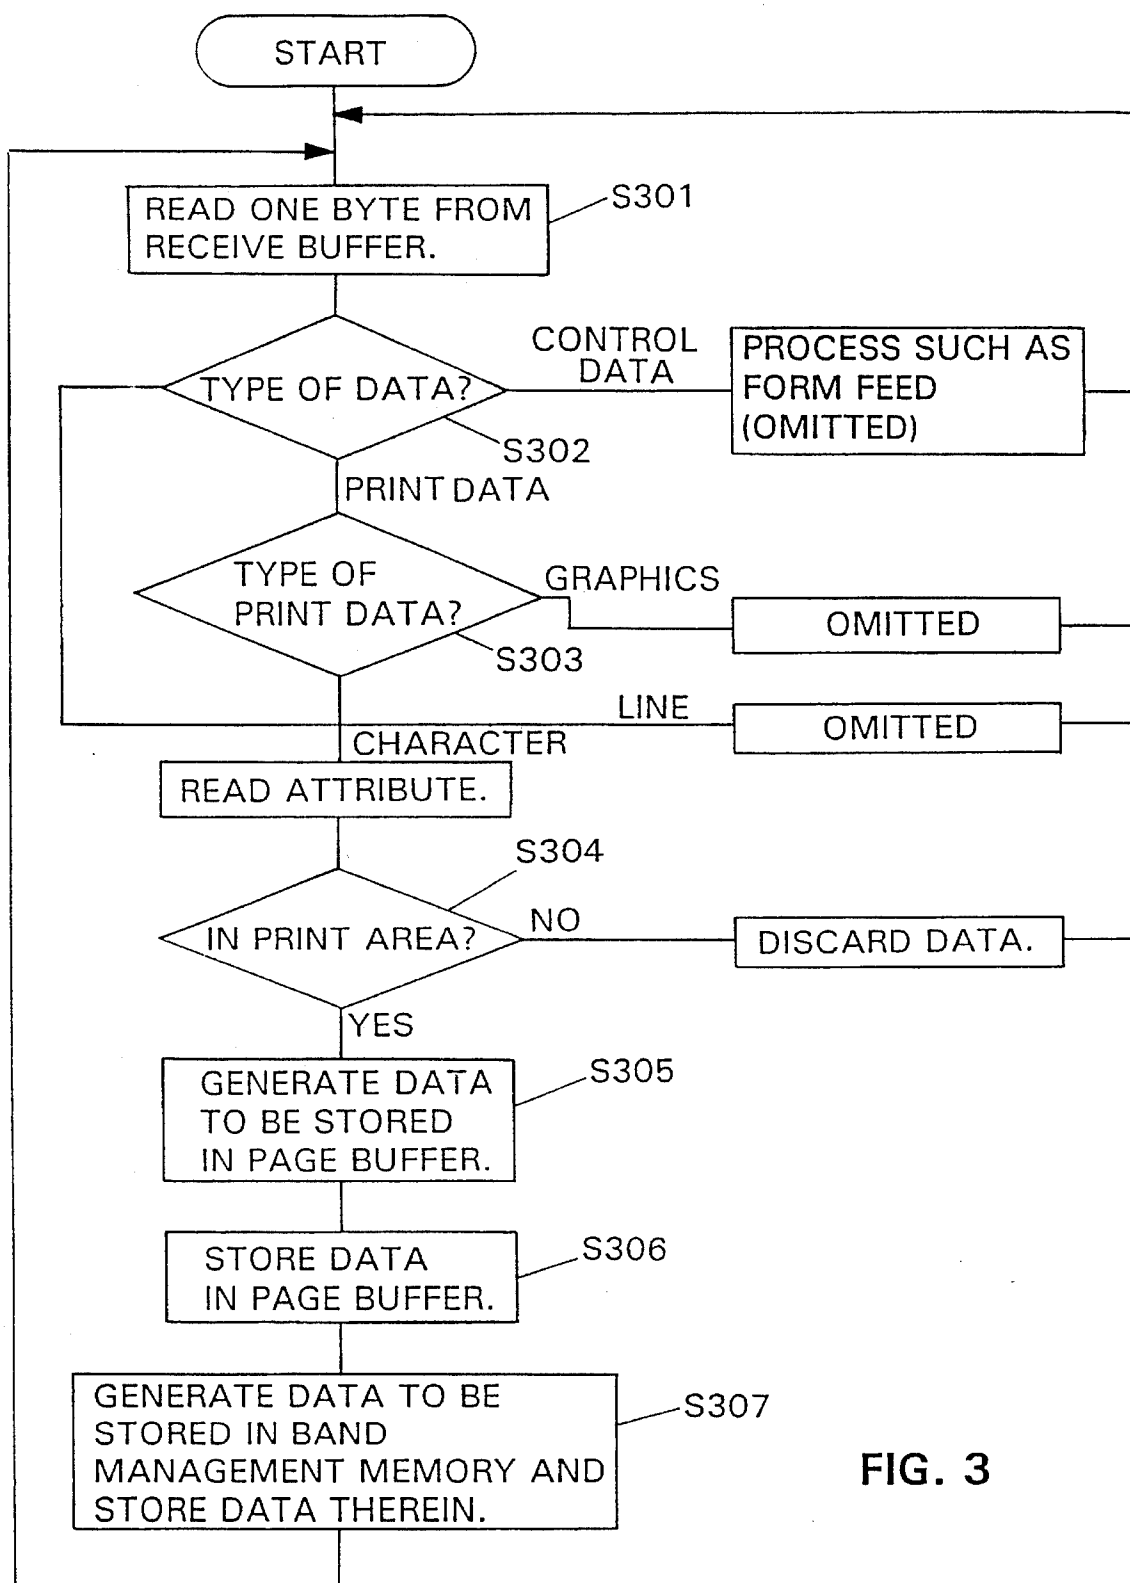 START
READ ONE BYTE FROM
RECEIVE BUFFER.
S301
TYPE OF DATA?
S302
CONTROL
DATA
PROCESS SUCH AS
FORM FEED
(OMITTED)
PRINT DATA
TYPE OF
PRINT DATA?
S303
GRAPHICS
OMITTED
LINE
OMITTED
CHARACTER
READ ATTRIBUTE.
S304
IN PRINT AREA?
NO
DISCARD DATA.
YES
GENERATE DATA
TO BE STORED
IN PAGE BUFFER.
S305
STORE DATA
IN PAGE BUFFER.
S306
GENERATE DATA TO BE
STORED IN BAND
MANAGEMENT MEMORY AND
STORE DATA THEREIN.
S307
FIG. 3